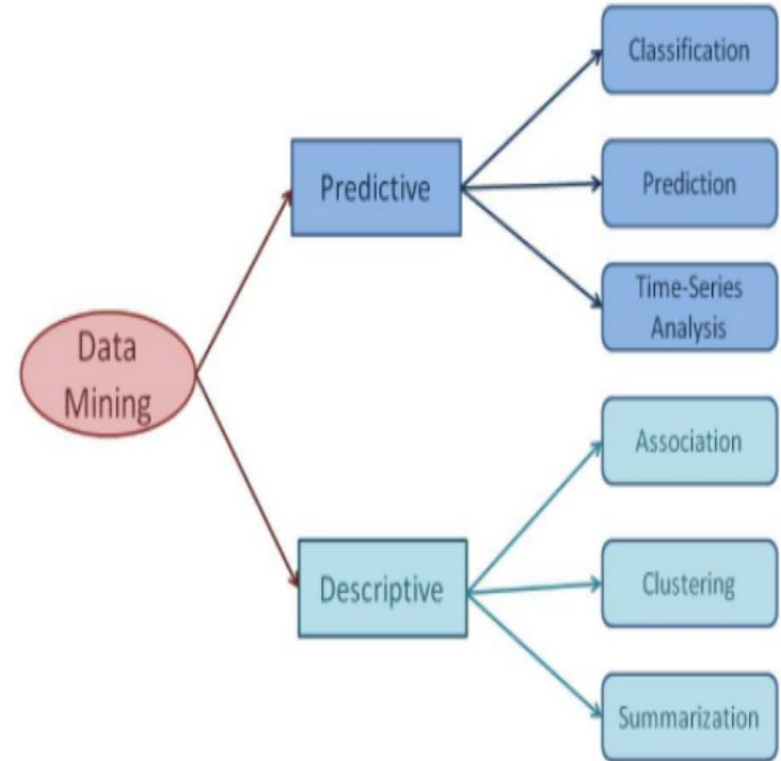 Data
Mining
Predictive
Classification
Prediction
Time-Series
Analysis
Descriptive
Association
Clustering
Summarization